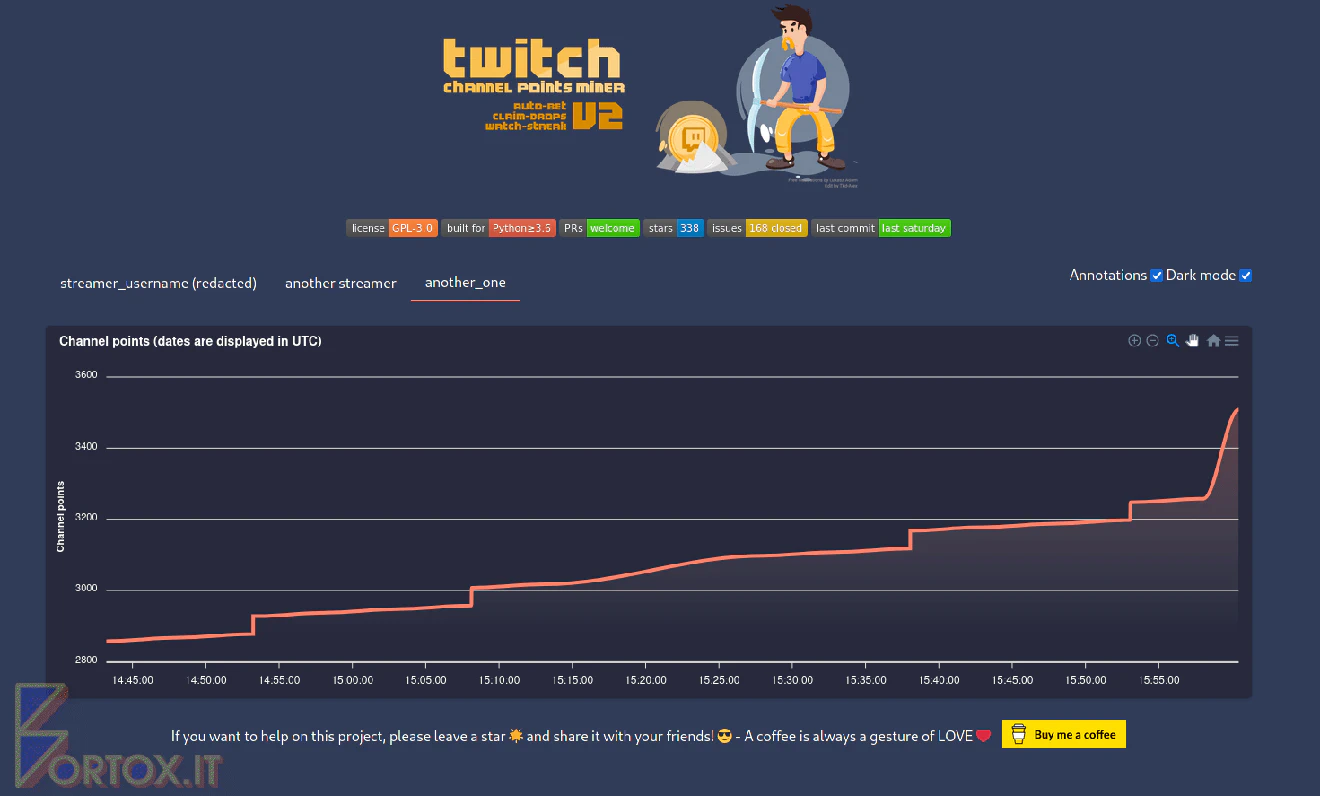 twitch
CHANNEL POINTS MINER
AUTO-BET
CLAIM-DROPS
WATCH-STREAK
V2
license GPL-3.0 built for Python≥3.6 PRs welcome stars 338 issues 168 closed last commit last saturday
streamer_username (redacted) another streamer another_one
Annotations Dark mode
Channel points (dates are displayed in UTC)
3600
3400
3200
3000
2800
Channel points
14:45:00 14:50:00 14:55:00 15:00:00 15:05:00 15:10:00 15:15:00 15:20:00 15:25:00 15:30:00 15:35:00 15:40:00 15:45:00 15:50:00 15:55:00
If you want to help on this project, please leave a star 🌟 and share it with your friends! 😎 - A coffee is always a gesture of LOVE ❤️ Buy me a coffee
VORTOX.IT